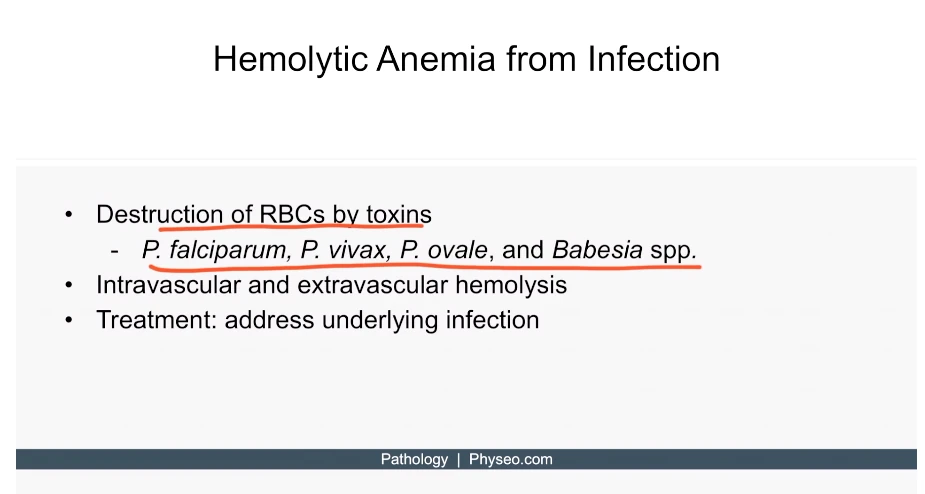 Hemolytic Anemia from Infection
• Destruction of RBCs by toxins
- P. falciparum, P. vivax, P. ovale, and Babesia spp.
• Intravascular and extravascular hemolysis
• Treatment: address underlying infection
Pathology | Physeo.com